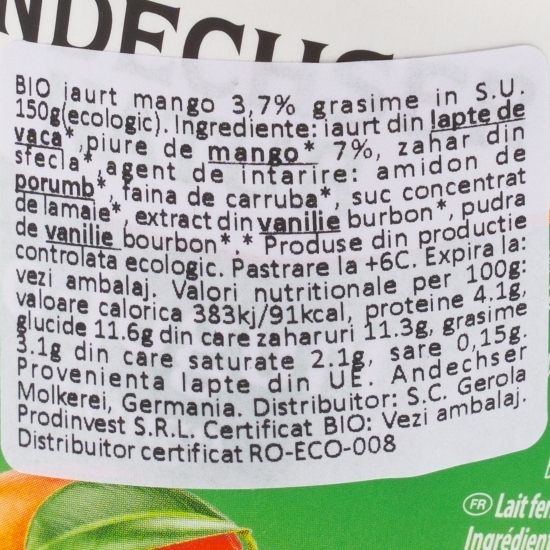 NDECHS
BIO iaurt mango 3,7% grasime in S.U.
150g(ecologic). Ingrediente: iaurt din lapte de
vaca*, piure de mango* 7%, zahar din
sfecla*, agent de intarire: amidon de
porumb*, faina de carruba*, suc concentrat
de lamaie*, extract din vanilie burbon*, pudra
de vanilie bourbon*.* Produse din productie
controlata ecologic. Pastrare la +6C. Expira la:
vezi ambalaj. Valori nutritionale per 100g:
valoare calorica 383kj/91kcal, proteine 4.1g,
glucide 11.6g din care zaharuri 11.3g, grasime
3.1g din care saturate 2.1g, sare 0,15g.
Provenienta lapte din UE. Andechser
Molkerei, Germania. Distribuitor: S.C. Gerola
Prodinvest S.R.L. Certificat BIO: Vezi ambalaj.
Distribuitor certificat RO-ECO-008
FR Lait fer
Ingrédien